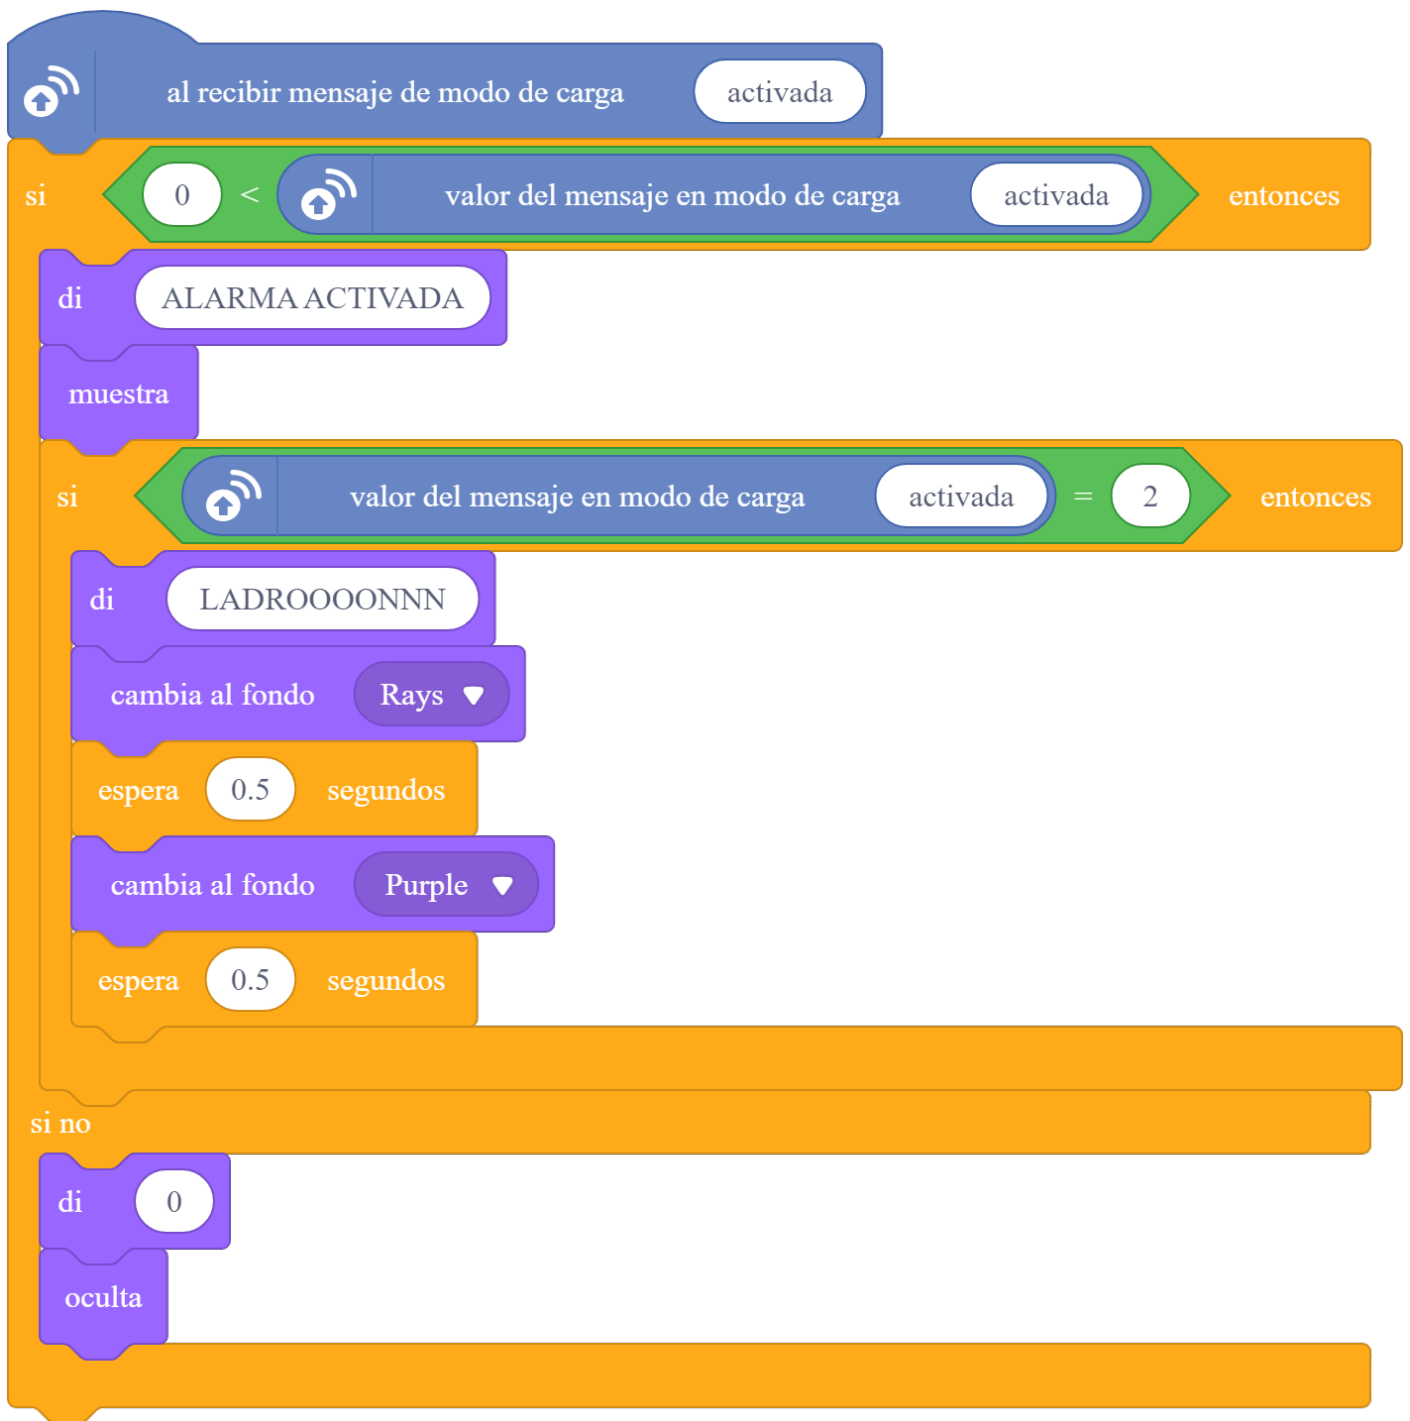 al recibir mensaje de modo de carga activada
si 0 < valor del mensaje en modo de carga activada entonces
di ALARMA ACTIVADA
muestra
si valor del mensaje en modo de carga activada = 2 entonces
di LADROOOONNN
cambia al fondo Rays
espera 0.5 segundos
cambia al fondo Purple
espera 0.5 segundos
si no
di 0
oculta